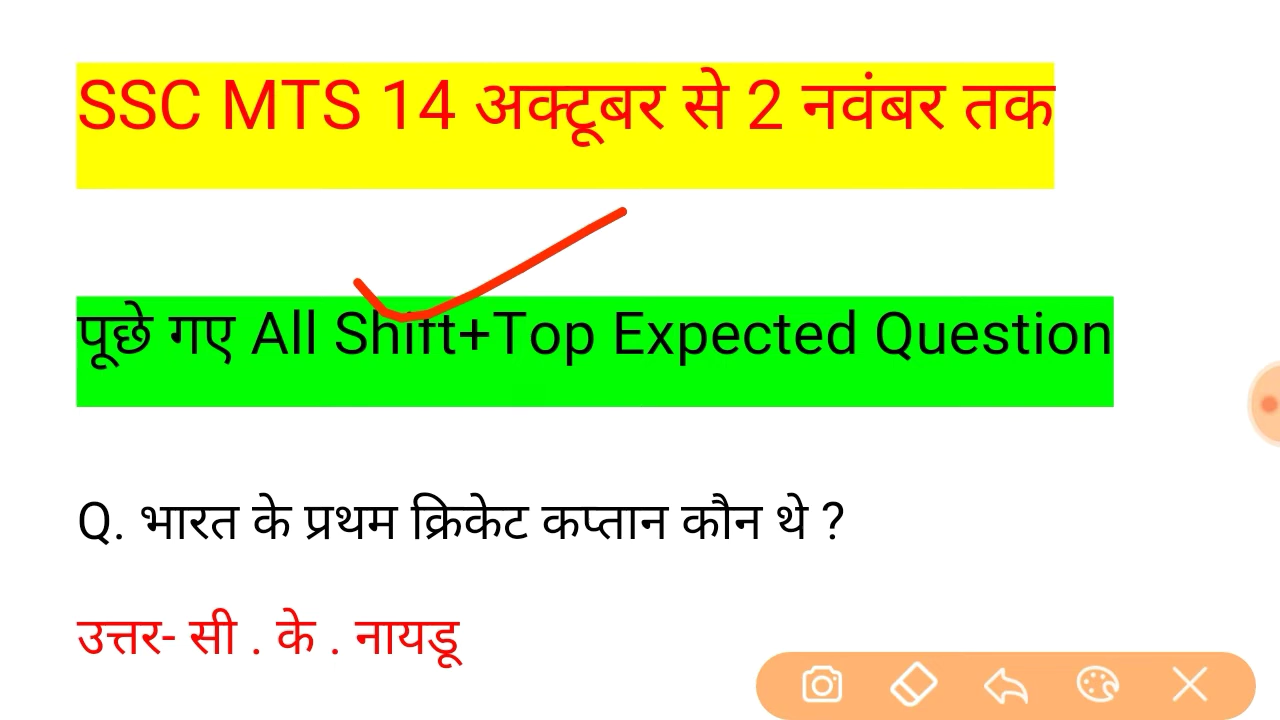 SSC MTS 14 अक्टूबर से 2 नवंबर तक
पूछे गए All Shift+Top Expected Question
Q. भारत के प्रथम क्रिकेट कप्तान कौन थे ?
उत्तर- सी . के . नायडू